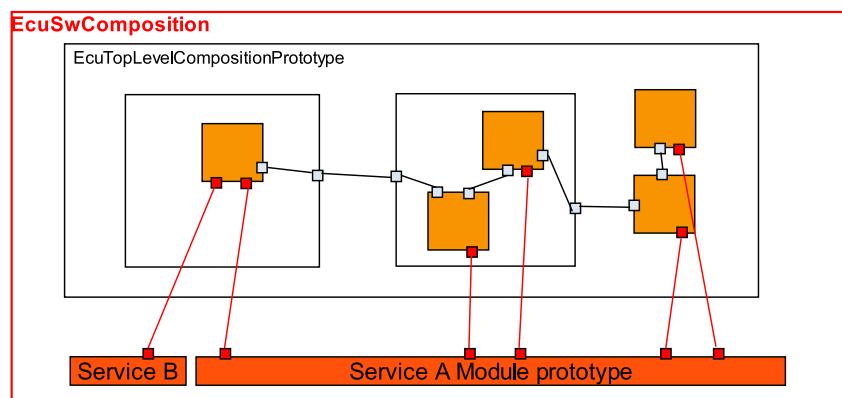 EcuSwComposition
EcuTopLevelCompositionPrototype
Service B
Service A Module prototype